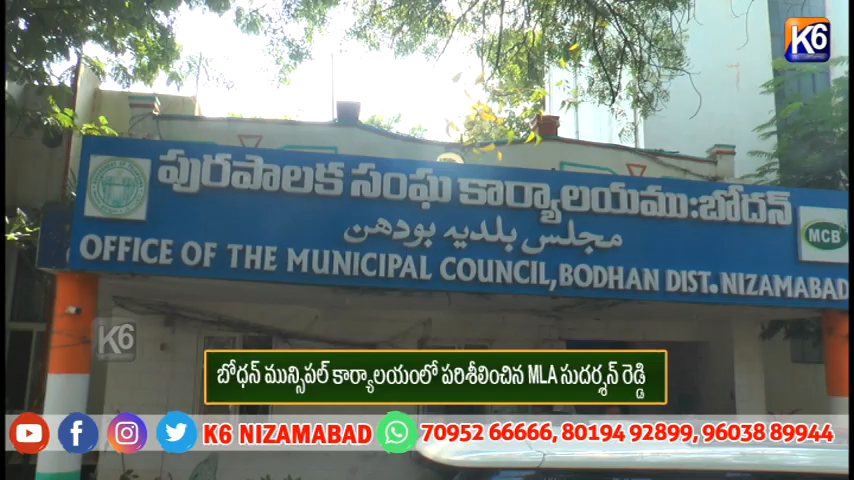 K6
పురపాలక సంఘ కార్యాలయము:బోదన్
مجلس بلدیہ بودھن
MCB
OFFICE OF THE MUNICIPAL COUNCIL, BODHAN DIST. NIZAMABAD
K6
బోధన్ మున్సిపల్ కార్యాలయంలో పరిశీలించిన MLA సుదర్శన్ రెడ్డి
K6 NIZAMABAD 70952 66666, 80194 92899, 96038 89944